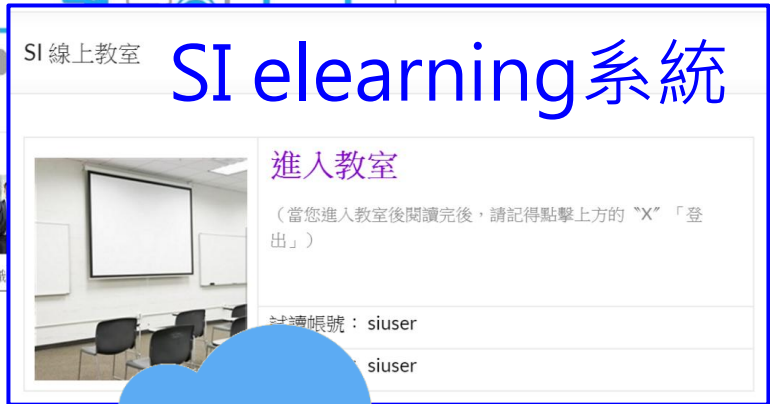 SI 線上教室
SI elearning系統
進入教室
（當您進入教室後閱讀完後，請記得點擊上方的〝X〞「登
出」）
試讀帳號： siuser
siuser